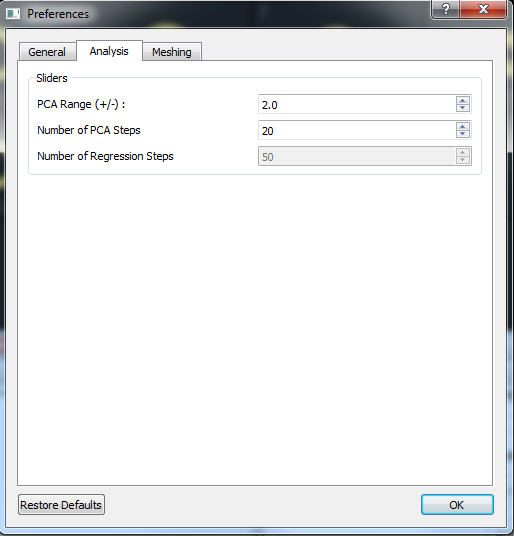 Preferences
General Analysis Meshing
Sliders
PCA Range (+/-) : 2.0
Number of PCA Steps 20
Number of Regression Steps 50
Restore Defaults OK